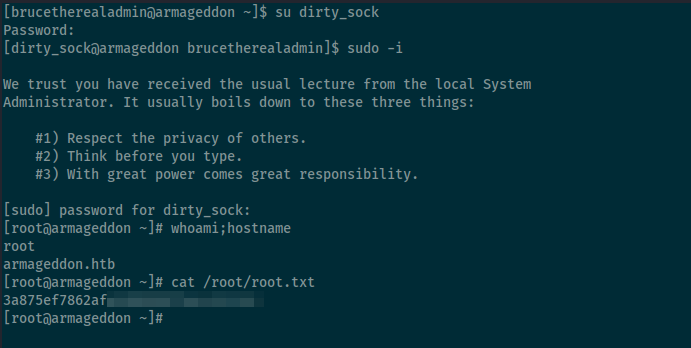 [brucetherealadmin@armageddon ~]$ su dirty_sock
Password:
[dirty_sock@armageddon brucetherealadmin]$ sudo -i
We trust you have received the usual lecture from the local System
Administrator. It usually boils down to these three things:
#1) Respect the privacy of others.
#2) Think before you type.
#3) With great power comes great responsibility.
[sudo] password for dirty_sock:
[root@armageddon ~]# whoami;hostname
root
armageddon.htb
[root@armageddon ~]# cat /root/root.txt
3a875ef7862af
[root@armageddon ~]#